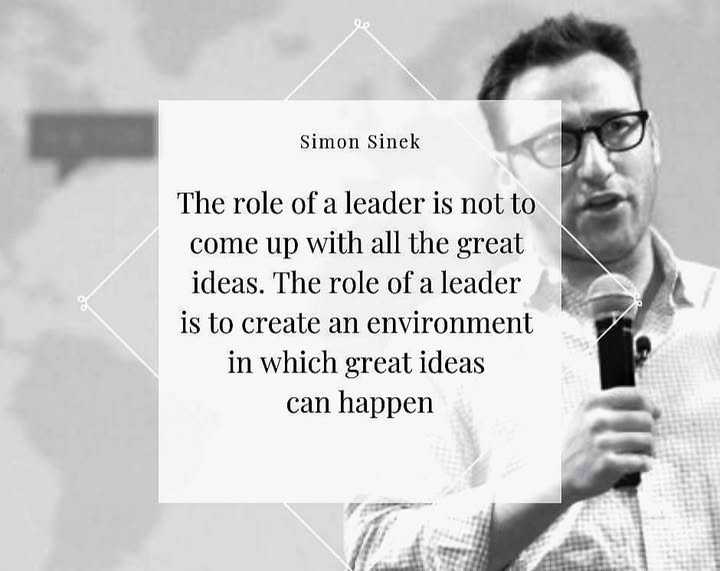 Simon Sinek
The role of a leader is not to
come up with all the great
ideas. The role of a leader
is to create an environment
in which great ideas
can happen